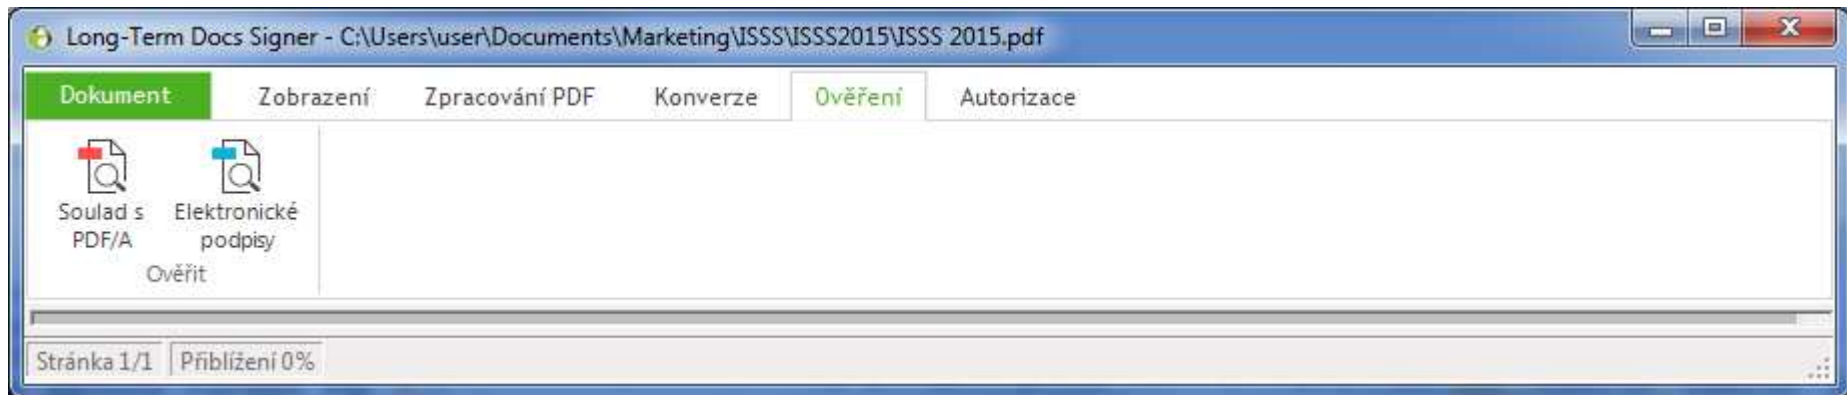 Long-Term Docs Signer - C:\Users\user\Documents\Marketing\ISSS\ISSS2015\ISSS 2015.pdf
Dokument Zobrazení Zpracování PDF Konverze Ověření Autorizace
Soulad s Elektronické
PDF/A podpisy
Ověřit
Stránka 1/1 Přiblížení 0%